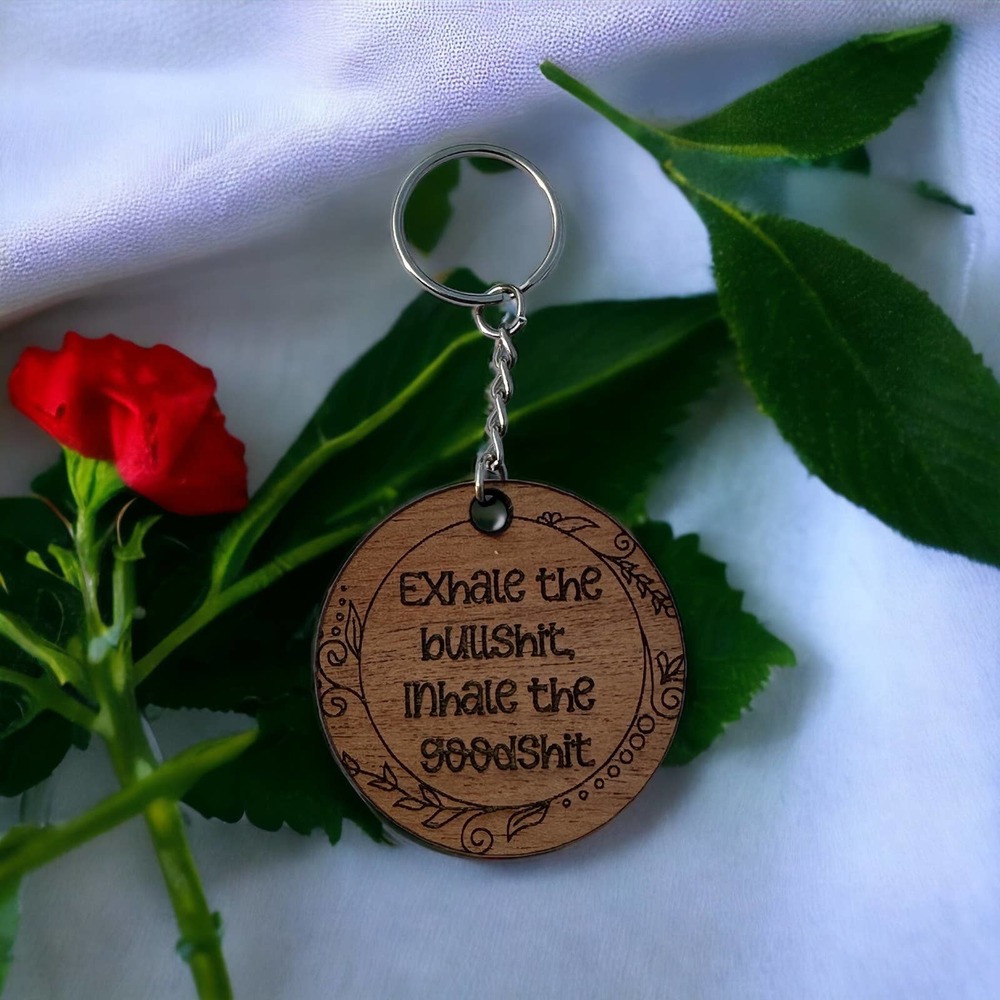 Exhale the
bullshit,
inhale the
goodshit